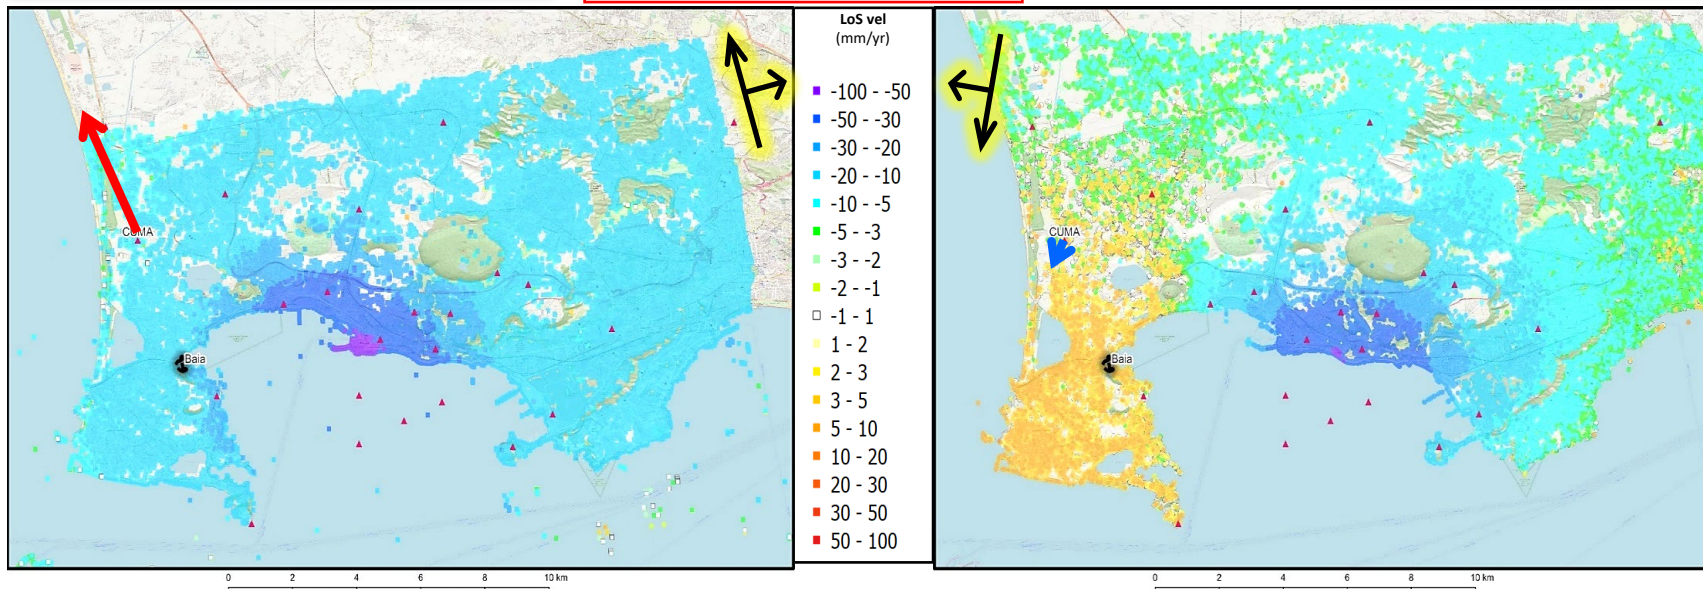 LoS vel
(mm/yr)
-100 - -50
-50 - -30
-30 - -20
-20 - -10
-10 - -5
-5 - -3
-3 - -2
-2 - -1
-1 - 1
1 - 2
2 - 3
3 - 5
5 - 10
10 - 20
20 - 30
30 - 50
50 - 100
CUMA
Baia
0 2 4 6 8 10 km
CUMA
Baia
0 2 4 6 8 10 km